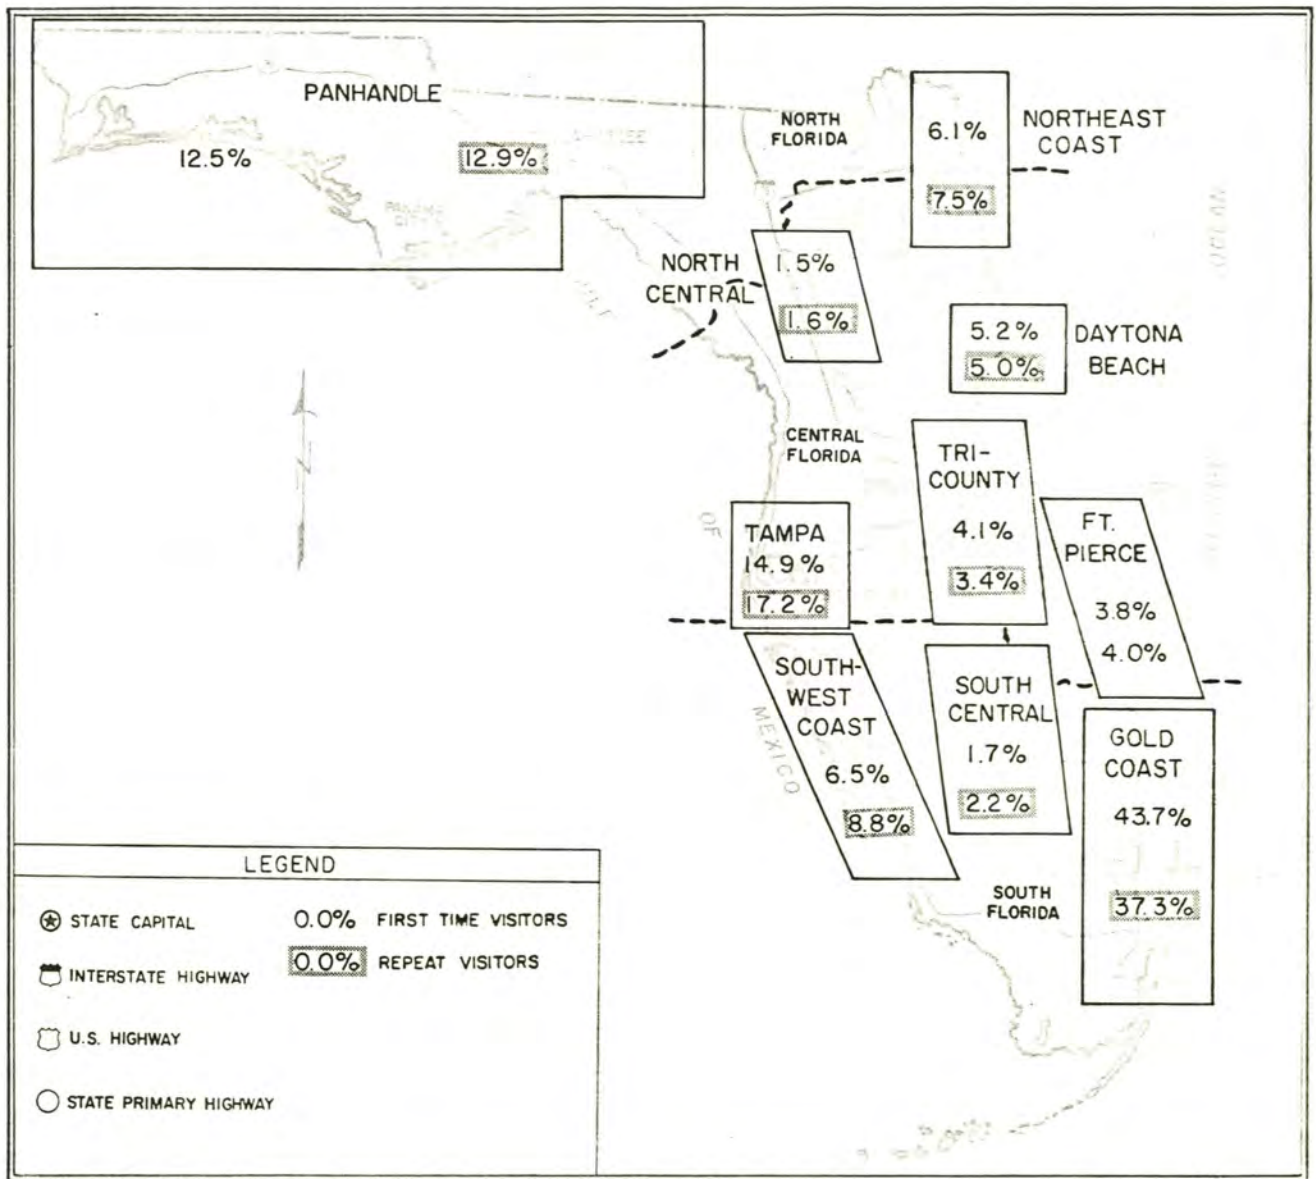 PANHANDLE
12.5%
12.9%
PANAMA
CITY
NORTH
FLORIDA
6.1%
7.5%
NORTHEAST
COAST
NORTH
CENTRAL
1.5%
1.6%
5.2%
5.0%
DAYTONA
BEACH
CENTRAL
FLORIDA
TRI-
COUNTY
4.1%
3.4%
TAMPA
14.9%
17.2%
FT.
PIERCE
3.8%
4.0%
OF
MEXICO
SOUTH-
WEST
COAST
6.5%
8.8%
SOUTH
CENTRAL
1.7%
2.2%
GOLD
COAST
43.7%
37.3%
SOUTH
FLORIDA
N
LEGEND
STATE CAPITAL
INTERSTATE HIGHWAY
U.S. HIGHWAY
STATE PRIMARY HIGHWAY
0.0% FIRST TIME VISITORS
0.0% REPEAT VISITORS